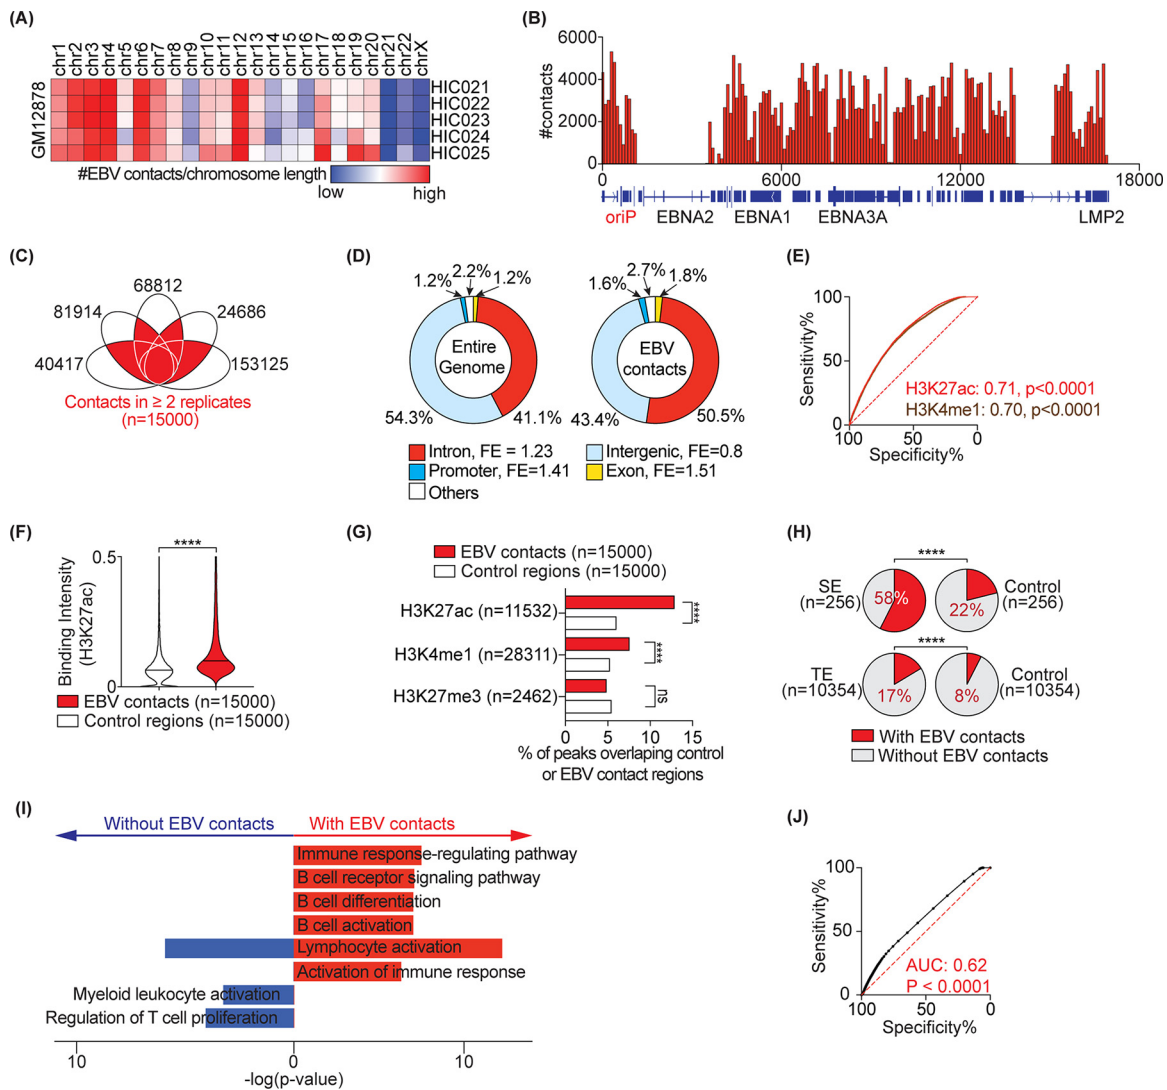 (A)
chr1 chr2 chr3 chr4 chr5 chr6 chr7 chr8 chr9 chr10 chr11 chr12 chr13 chr14 chr15 chr16 chr17 chr18 chr19 chr20 chr21 chr22 chrX
GM12878
HIC021
HIC022
HIC023
HIC024
HIC025
#EBV contacts/chromosome length
low high
(B)
#contacts
6000
4000
2000
0
0 6000 12000 18000
oriP EBNA2 EBNA1 EBNA3A LMP2
(C)
68812
81914 24686
40417 153125
Contacts in ≥ 2 replicates
(n=15000)
(D)
1.2% 2.2% 1.2%
Entire
Genome
54.3% 41.1%
1.6% 2.7% 1.8%
EBV
contacts
43.4% 50.5%
Intron, FE = 1.23 Intergenic, FE=0.8
Promoter, FE=1.41 Exon, FE=1.51
Others
(E)
Sensitivity%
100
50
0
H3K27ac: 0.71, p<0.0001
H3K4me1: 0.70, p<0.0001
100 50 0
Specificity%
(F)
****
Binding Intensity
(H3K27ac)
0.5
0
EBV contacts (n=15000)
Control regions (n=15000)
(G)
EBV contacts (n=15000)
Control regions (n=15000)
H3K27ac (n=11532) ****
H3K4me1 (n=28311) ****
H3K27me3 (n=2462) ns
0 5 10 15
% of peaks overlaping control
or EBV contact regions
(H)
****
SE
(n=256)
58%
22%
Control
(n=256)
****
TE
(n=10354)
17%
8%
Control
(n=10354)
With EBV contacts
Without EBV contacts
(I)
Without EBV contacts With EBV contacts
Immune response-regulating pathway
B cell receptor signaling pathway
B cell differentiation
B cell activation
Lymphocyte activation
Activation of immune response
Myeloid leukocyte activation
Regulation of T cell proliferation
10 0 10
-log(p-value)
(J)
Sensitivity%
100
50
0
AUC: 0.62
P < 0.0001
100 50 0
Specificity%